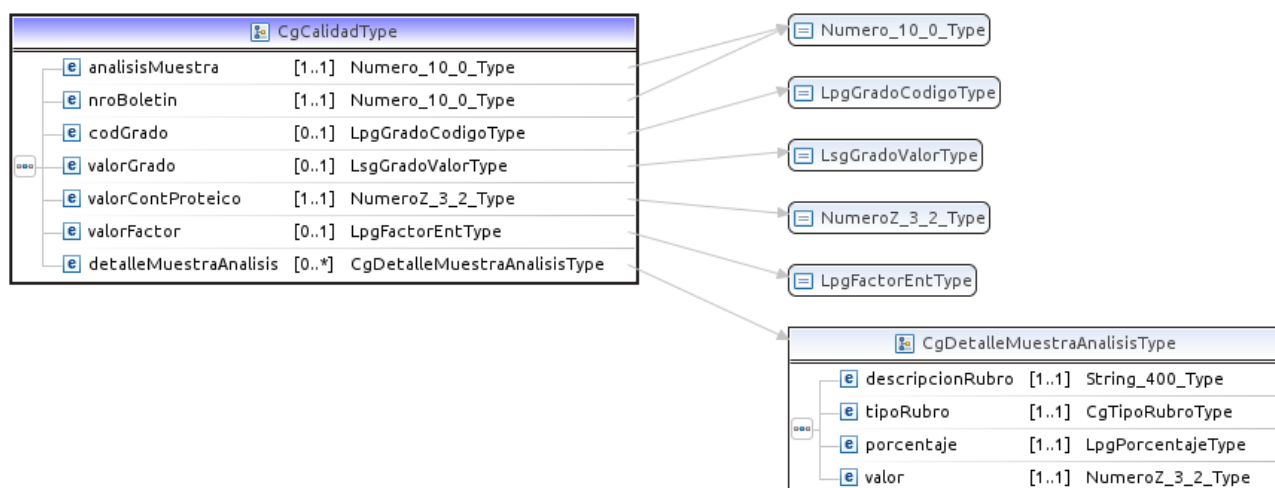 CgCalidadType
analisisMuestra [1..1] Numero_10_0_Type
nroBoletin [1..1] Numero_10_0_Type
codGrado [0..1] LpgGradoCodigoType
valorGrado [0..1] LsgGradoValorType
valorContProteico [1..1] NumeroZ_3_2_Type
valorFactor [0..1] LpgFactorEntType
detalleMuestraAnalisis [0..*] CgDetalleMuestraAnalisisType
Numero_10_0_Type
LpgGradoCodigoType
LsgGradoValorType
NumeroZ_3_2_Type
LpgFactorEntType
CgDetalleMuestraAnalisisType
descripcionRubro [1..1] String_400_Type
tipoRubro [1..1] CgTipoRubroType
porcentaje [1..1] LpgPorcentajeType
valor [1..1] NumeroZ_3_2_Type